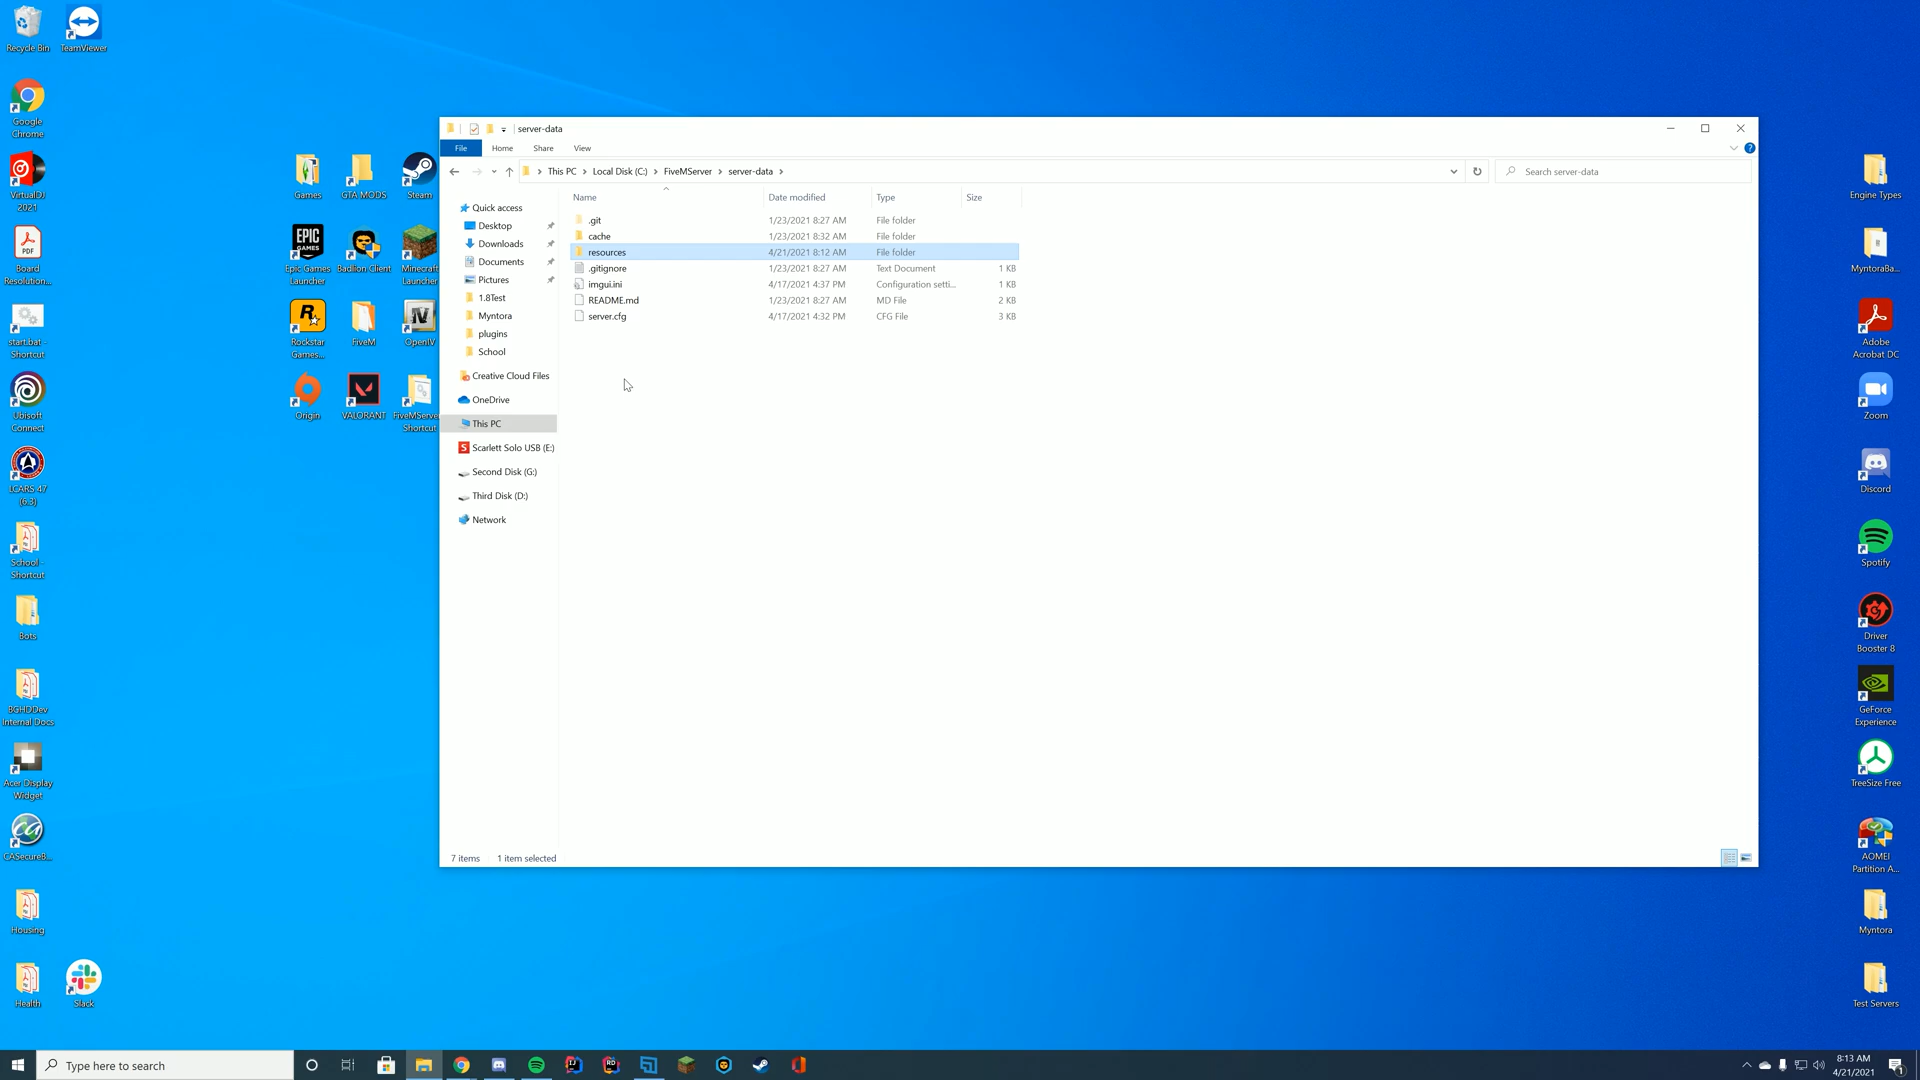 Recycle Bin
TeamViewer
Google
Chrome
VirtualDJ
2021
Board
Resolution...
start.bat -
Shortcut
Ubisoft
Connect
LCARS 47
(6.3)
School -
Shortcut
Bots
BGHDDev
Internal Docs
Acer Display
Widget
CASecureB...
Housing
Health
Slack
Games
GTA MODS
Steam
EPIC
GAMES
Epic Games
Launcher
Badlion Client
Minecraft
Launcher
Rockstar
Games...
FiveM
OpenIV
Origin
VALORANT
FiveMServer
Shortcut
server-data
File
Home
Share
View
This PC
Local Disk (C:)
FiveMServer
server-data
Search server-data
Name
Date modified
Type
Size
.git 1/23/2021 8:27 AM File folder
cache 1/23/2021 8:32 AM File folder
resources 4/21/2021 8:12 AM File folder
.gitignore 1/23/2021 8:27 AM Text Document 1 KB
imgui.ini 4/17/2021 4:37 PM Configuration setti... 1 KB
README.md 1/23/2021 8:27 AM MD File 2 KB
server.cfg 4/17/2021 4:32 PM CFG File 3 KB
Quick access
Desktop
Downloads
Documents
Pictures
1.8Test
Myntora
plugins
School
Creative Cloud Files
OneDrive
This PC
Scarlett Solo USB (E:)
Second Disk (G:)
Third Disk (D:)
Network
7 items
1 item selected
Engine Types
MyntoraBa...
Adobe
Acrobat DC
Zoom
Discord
Spotify
Driver
Booster 8
GeForce
Experience
TreeSize Free
AOMEI
Partition A...
Myntora
Test Servers
Type here to search
8:13 AM
4/21/2021